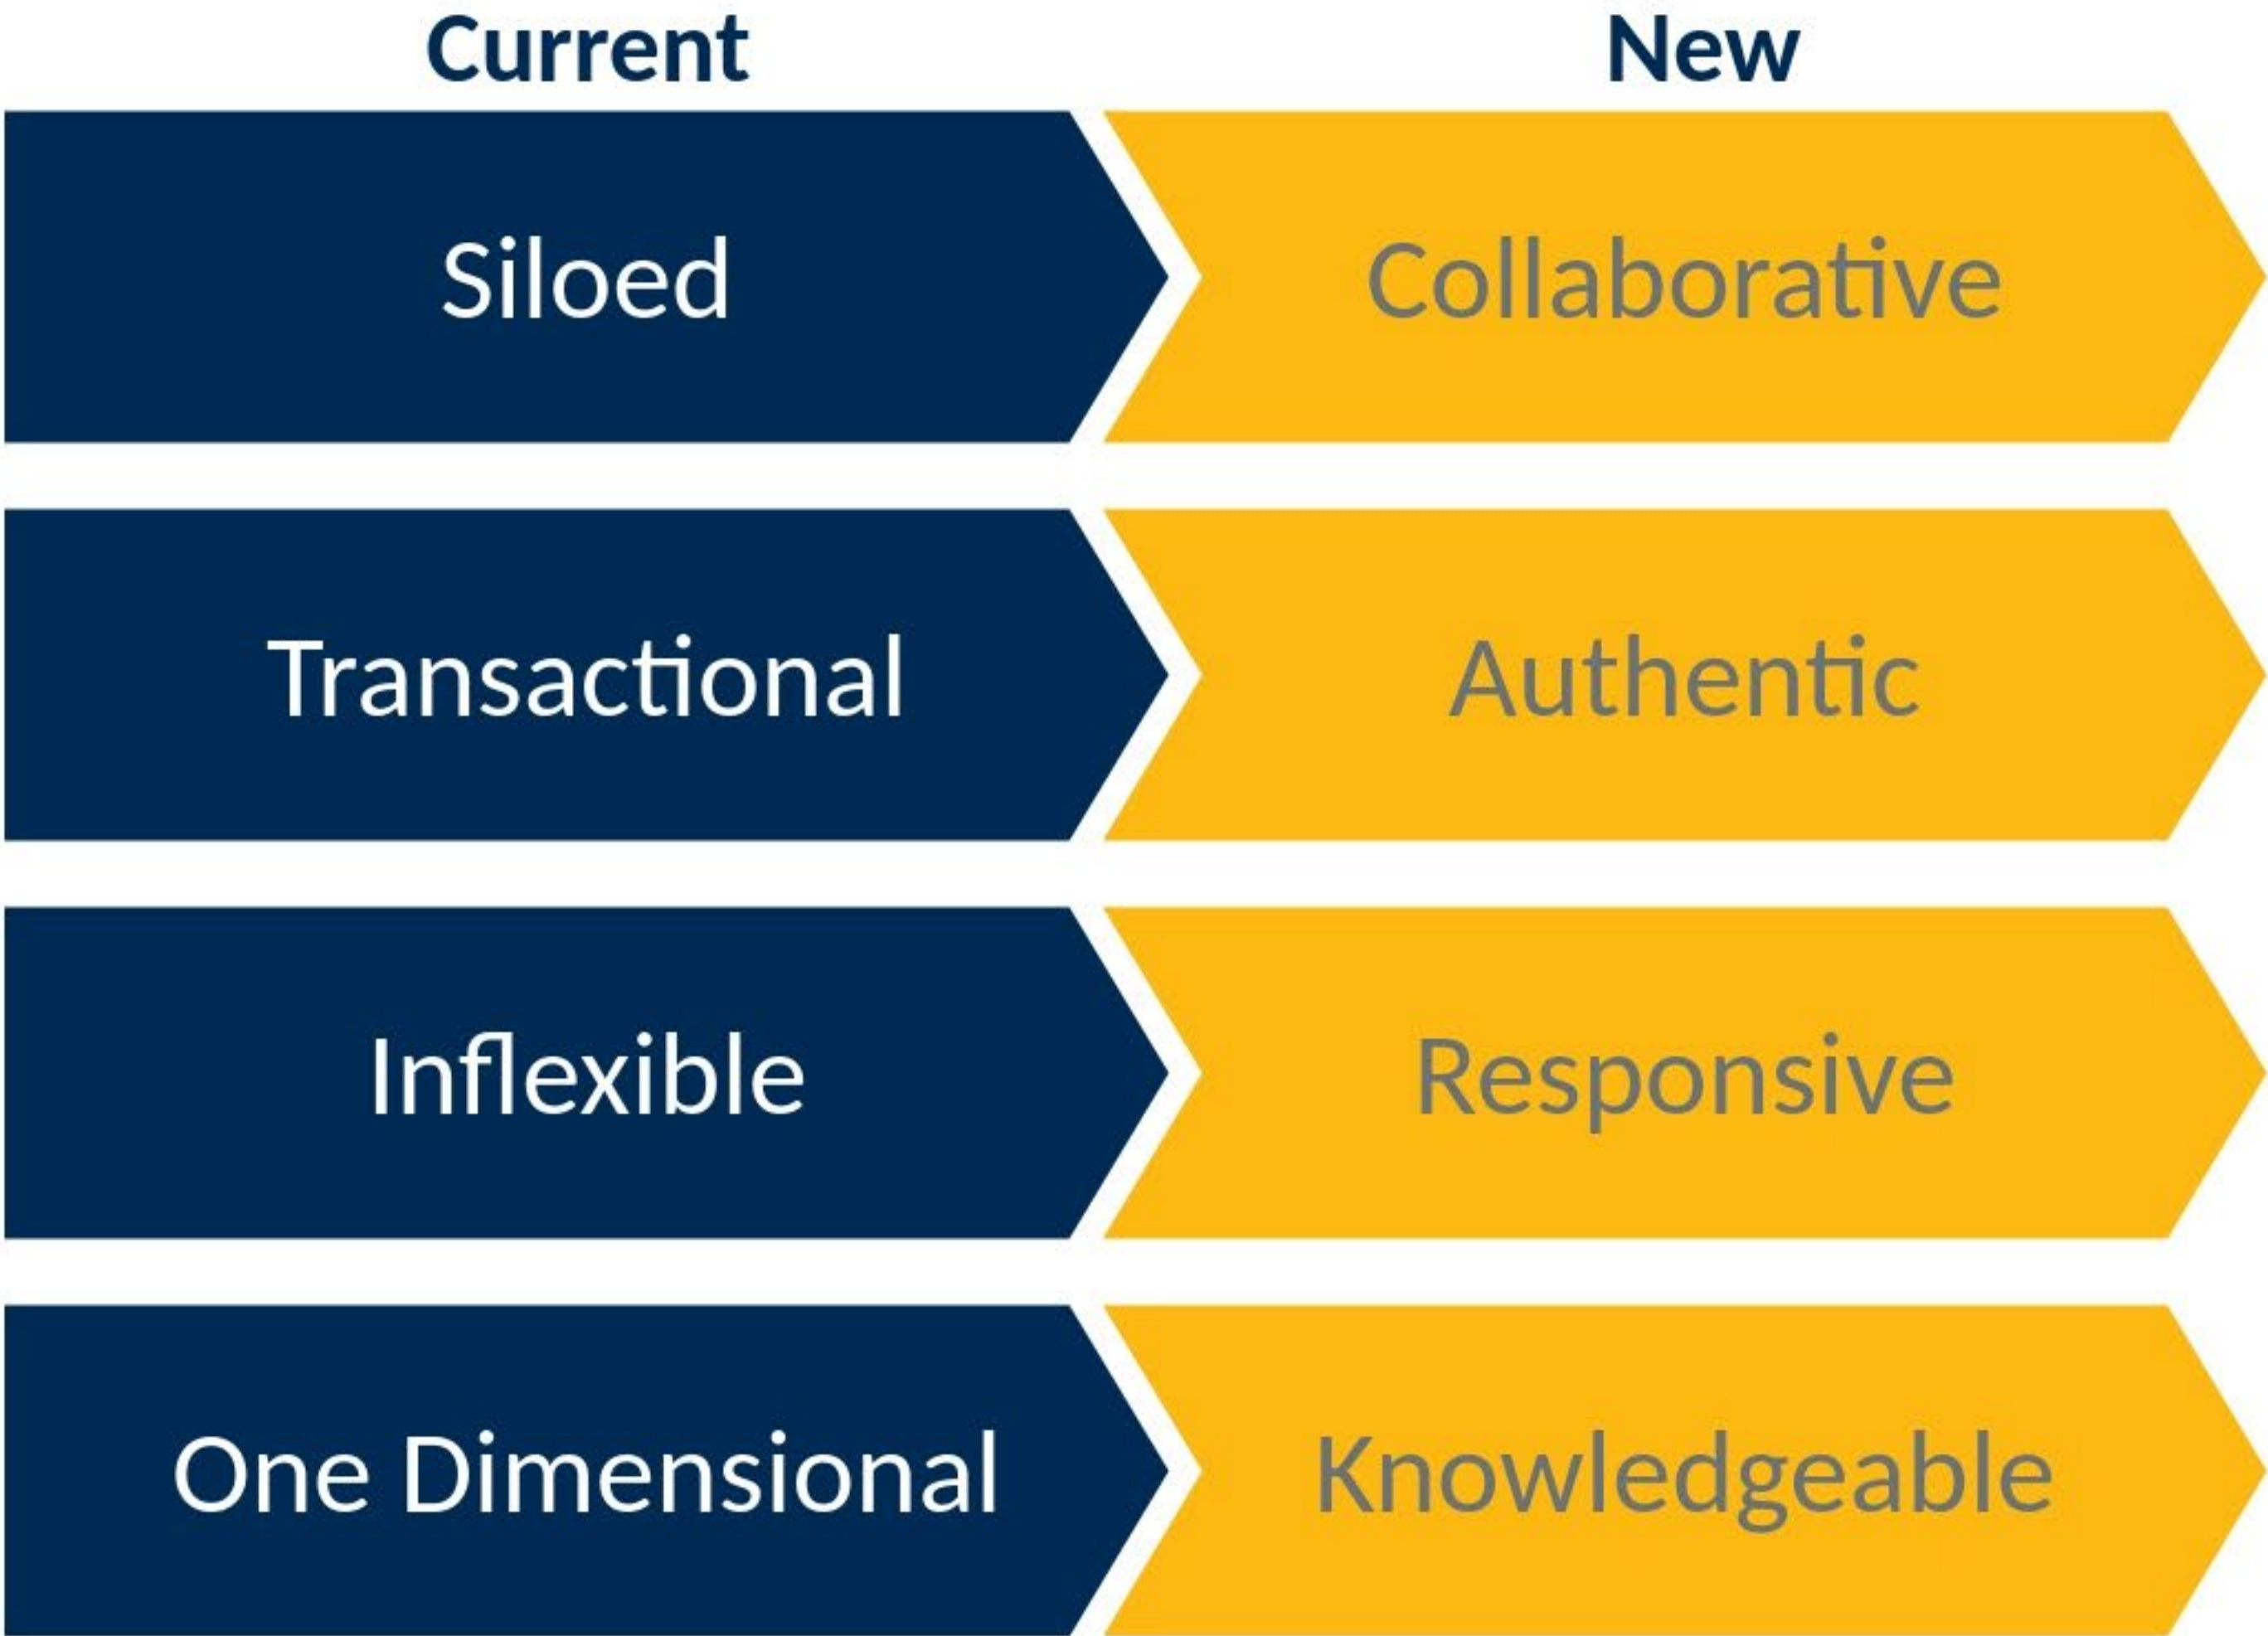 Current
New
Siloed
Collaborative
Transactional
Authentic
Inflexible
Responsive
One Dimensional
Knowledgeable